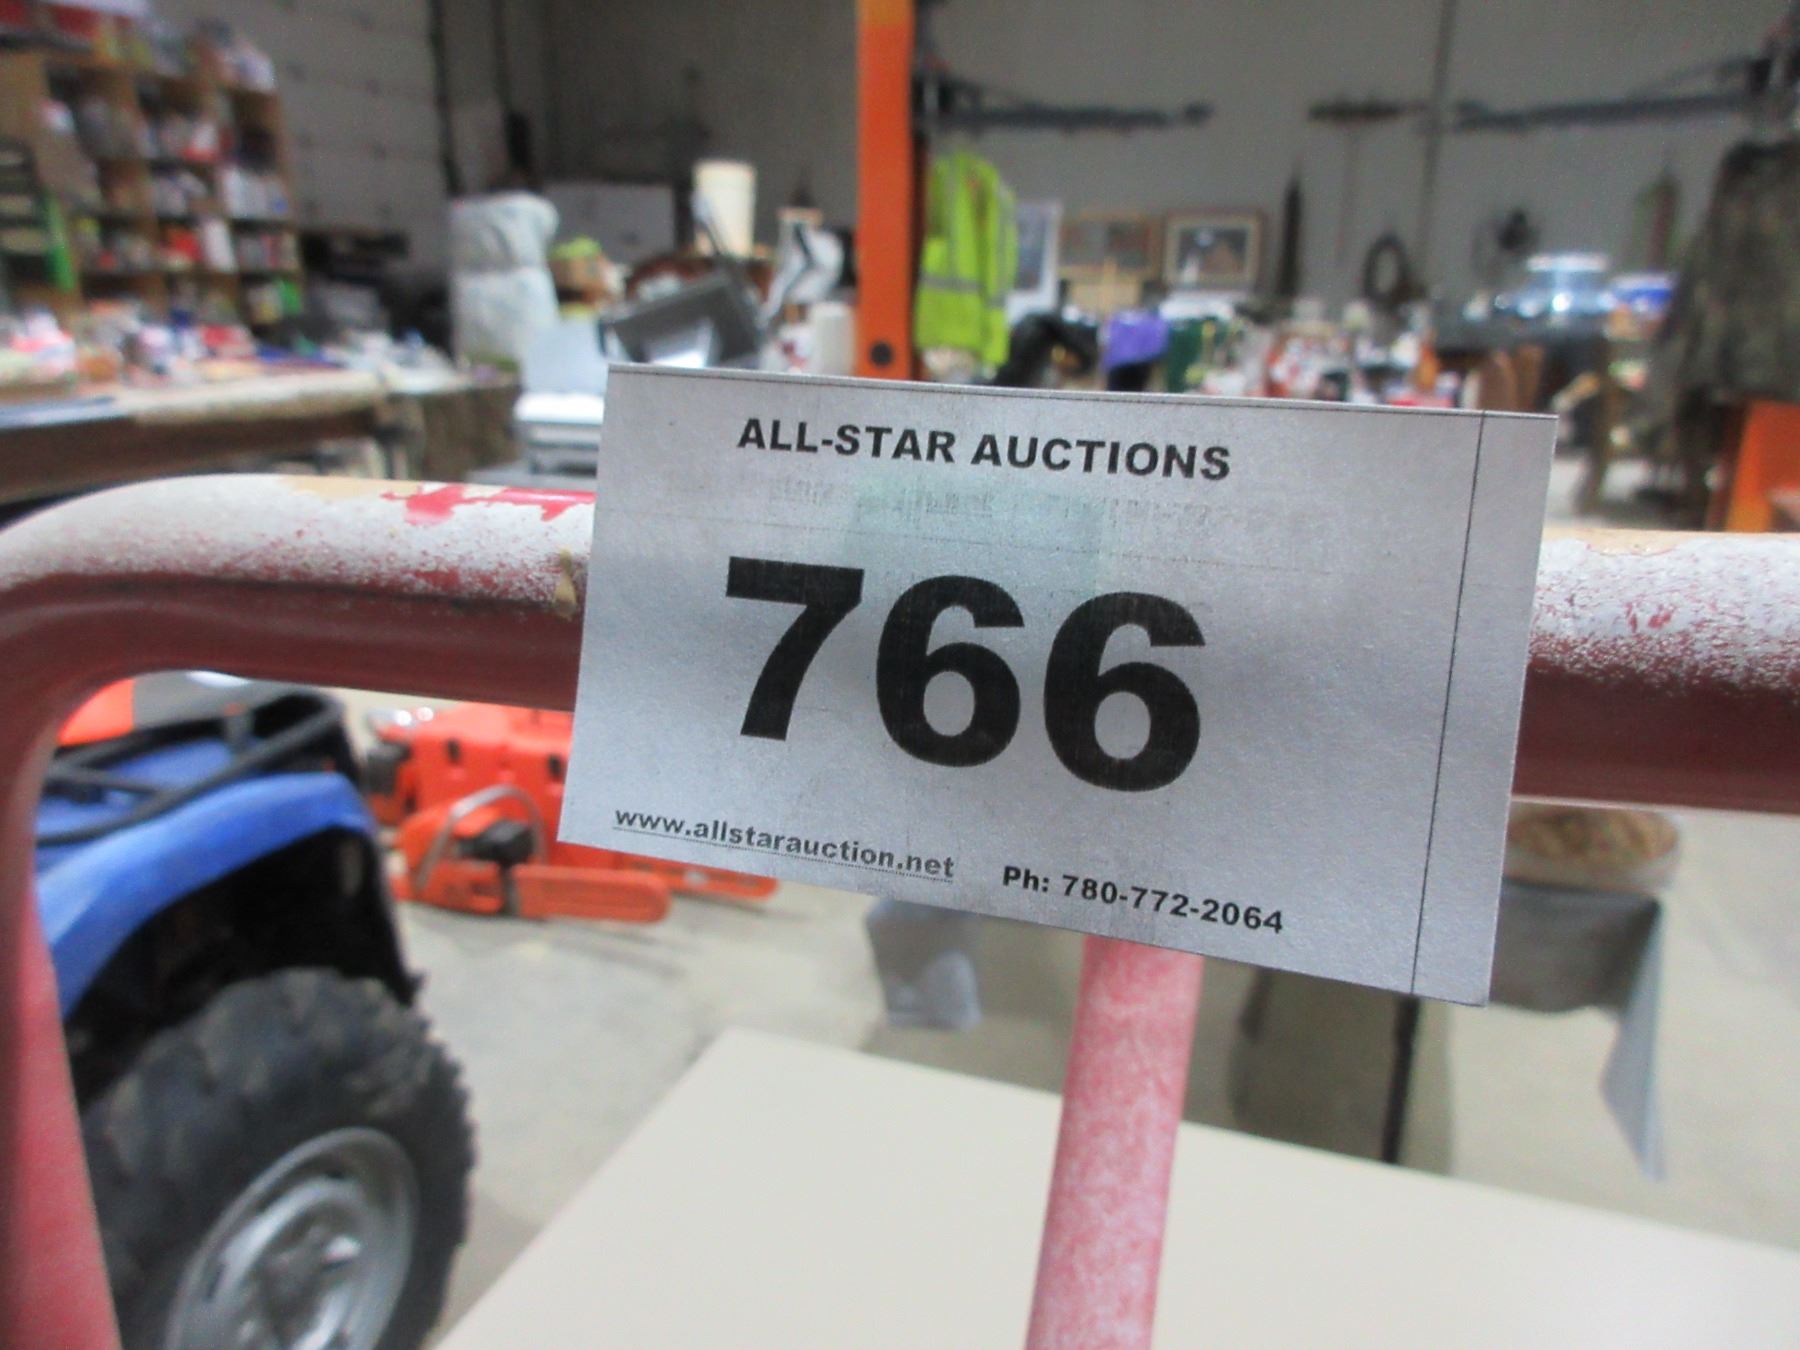 ALL-STAR AUCTIONS
766
www.allstarauction.net Ph: 780-772-2064